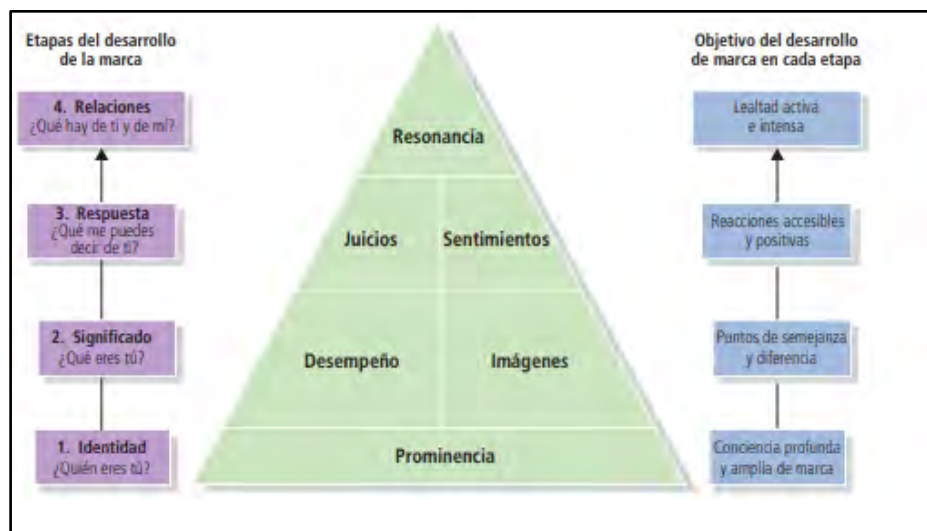 Etapas del desarrollo
de la marca
4. Relaciones
¿Qué hay de ti y de mí?
3. Respuesta
¿Qué me puedes
decir de ti?
2. Significado
¿Qué eres tú?
1. Identidad
¿Quién eres tú?
Resonancia
Juicios
Sentimientos
Desempeño
Imágenes
Prominencia
Objetivo del desarrollo
de marca en cada etapa
Lealtad activa
e intensa
Reacciones accesibles
y positivas
Puntos de semejanza
y diferencia
Conciencia profunda
y amplia de marca